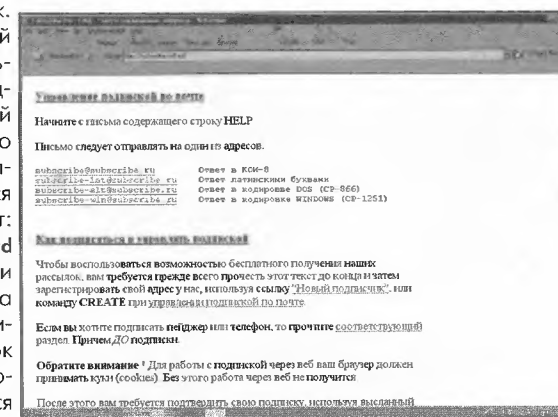 к.
й
ь-
д-
й
о
и-
ся
т:
d
и
а
и-
ок
о-
ся
Управление подпиской по почте
Начните с письма содержащего строку HELP
Письмо следует отправлять на один из адресов.
subscribe@subscribe.ru Ответ в КОИ-8
subscribe-lat@subscribe.ru Ответ латинскими буквами
subscribe-alt@subscribe.ru Ответ в кодировке DOS (CP-866)
subscribe-win@subscribe.ru Ответ в кодировке WINDOWS (CP-1251)
Как подписаться и управлять подпиской
Чтобы воспользоваться возможностью бесплатного получения наших
рассылок, вам требуется прежде всего прочесть этот текст до конца и затем
зарегистрировать свой адрес у нас, используя ссылку "Новый подписчик", или
команду CREATE при управлении подпиской по почте.
Если вы хотите подписать пейджер или телефон, то прочтите соответствующий
раздел. Причем ДО подписки.
Обратите внимание ! Для работы с подпиской через веб ваш браузер должен
принимать куки (cookies) Без этого работа через веб не получится
После этого вам требуется подтвердить свою подписку, используя высланный